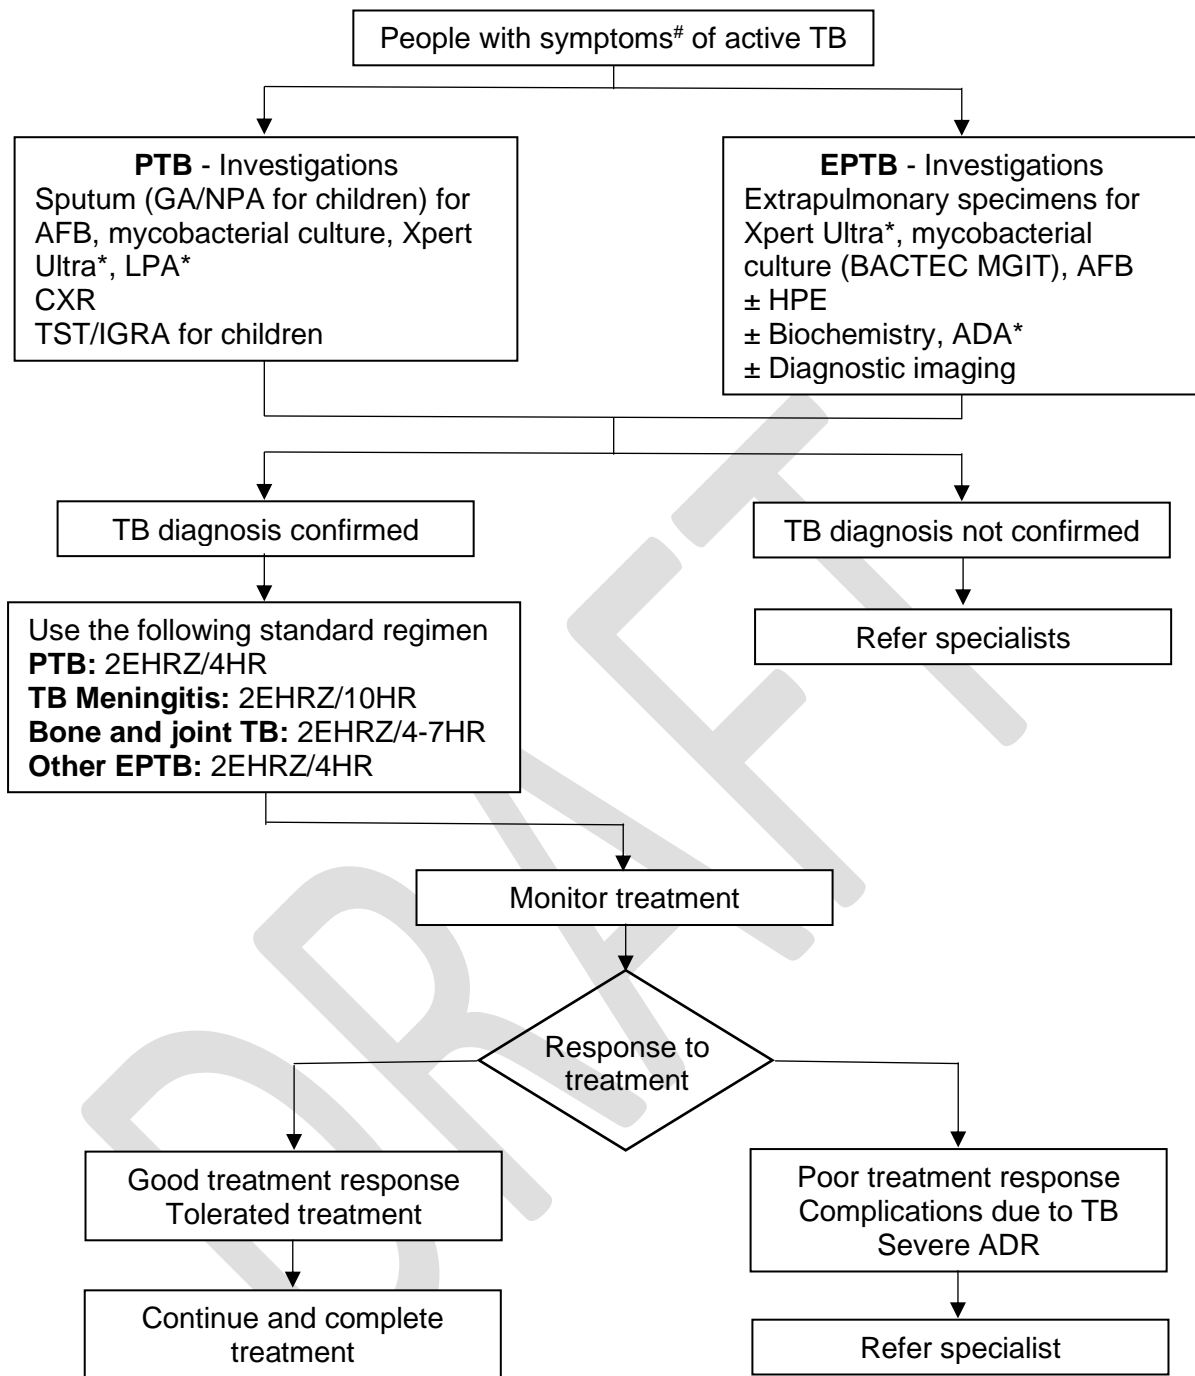 People with symptoms# of active TB
PTB - Investigations
Sputum (GA/NPA for children) for
AFB, mycobacterial culture, Xpert
Ultra*, LPA*
CXR
TST/IGRA for children
EPTB - Investigations
Extrapulmonary specimens for
Xpert Ultra*, mycobacterial
culture (BACTEC MGIT), AFB
± HPE
± Biochemistry, ADA*
± Diagnostic imaging
TB diagnosis confirmed
TB diagnosis not confirmed
Use the following standard regimen
PTB: 2EHRZ/4HR
TB Meningitis: 2EHRZ/10HR
Bone and joint TB: 2EHRZ/4-7HR
Other EPTB: 2EHRZ/4HR
Refer specialists
Monitor treatment
Response to
treatment
Good treatment response
Tolerated treatment
Poor treatment response
Complications due to TB
Severe ADR
Continue and complete
treatment
Refer specialist
DRAFT